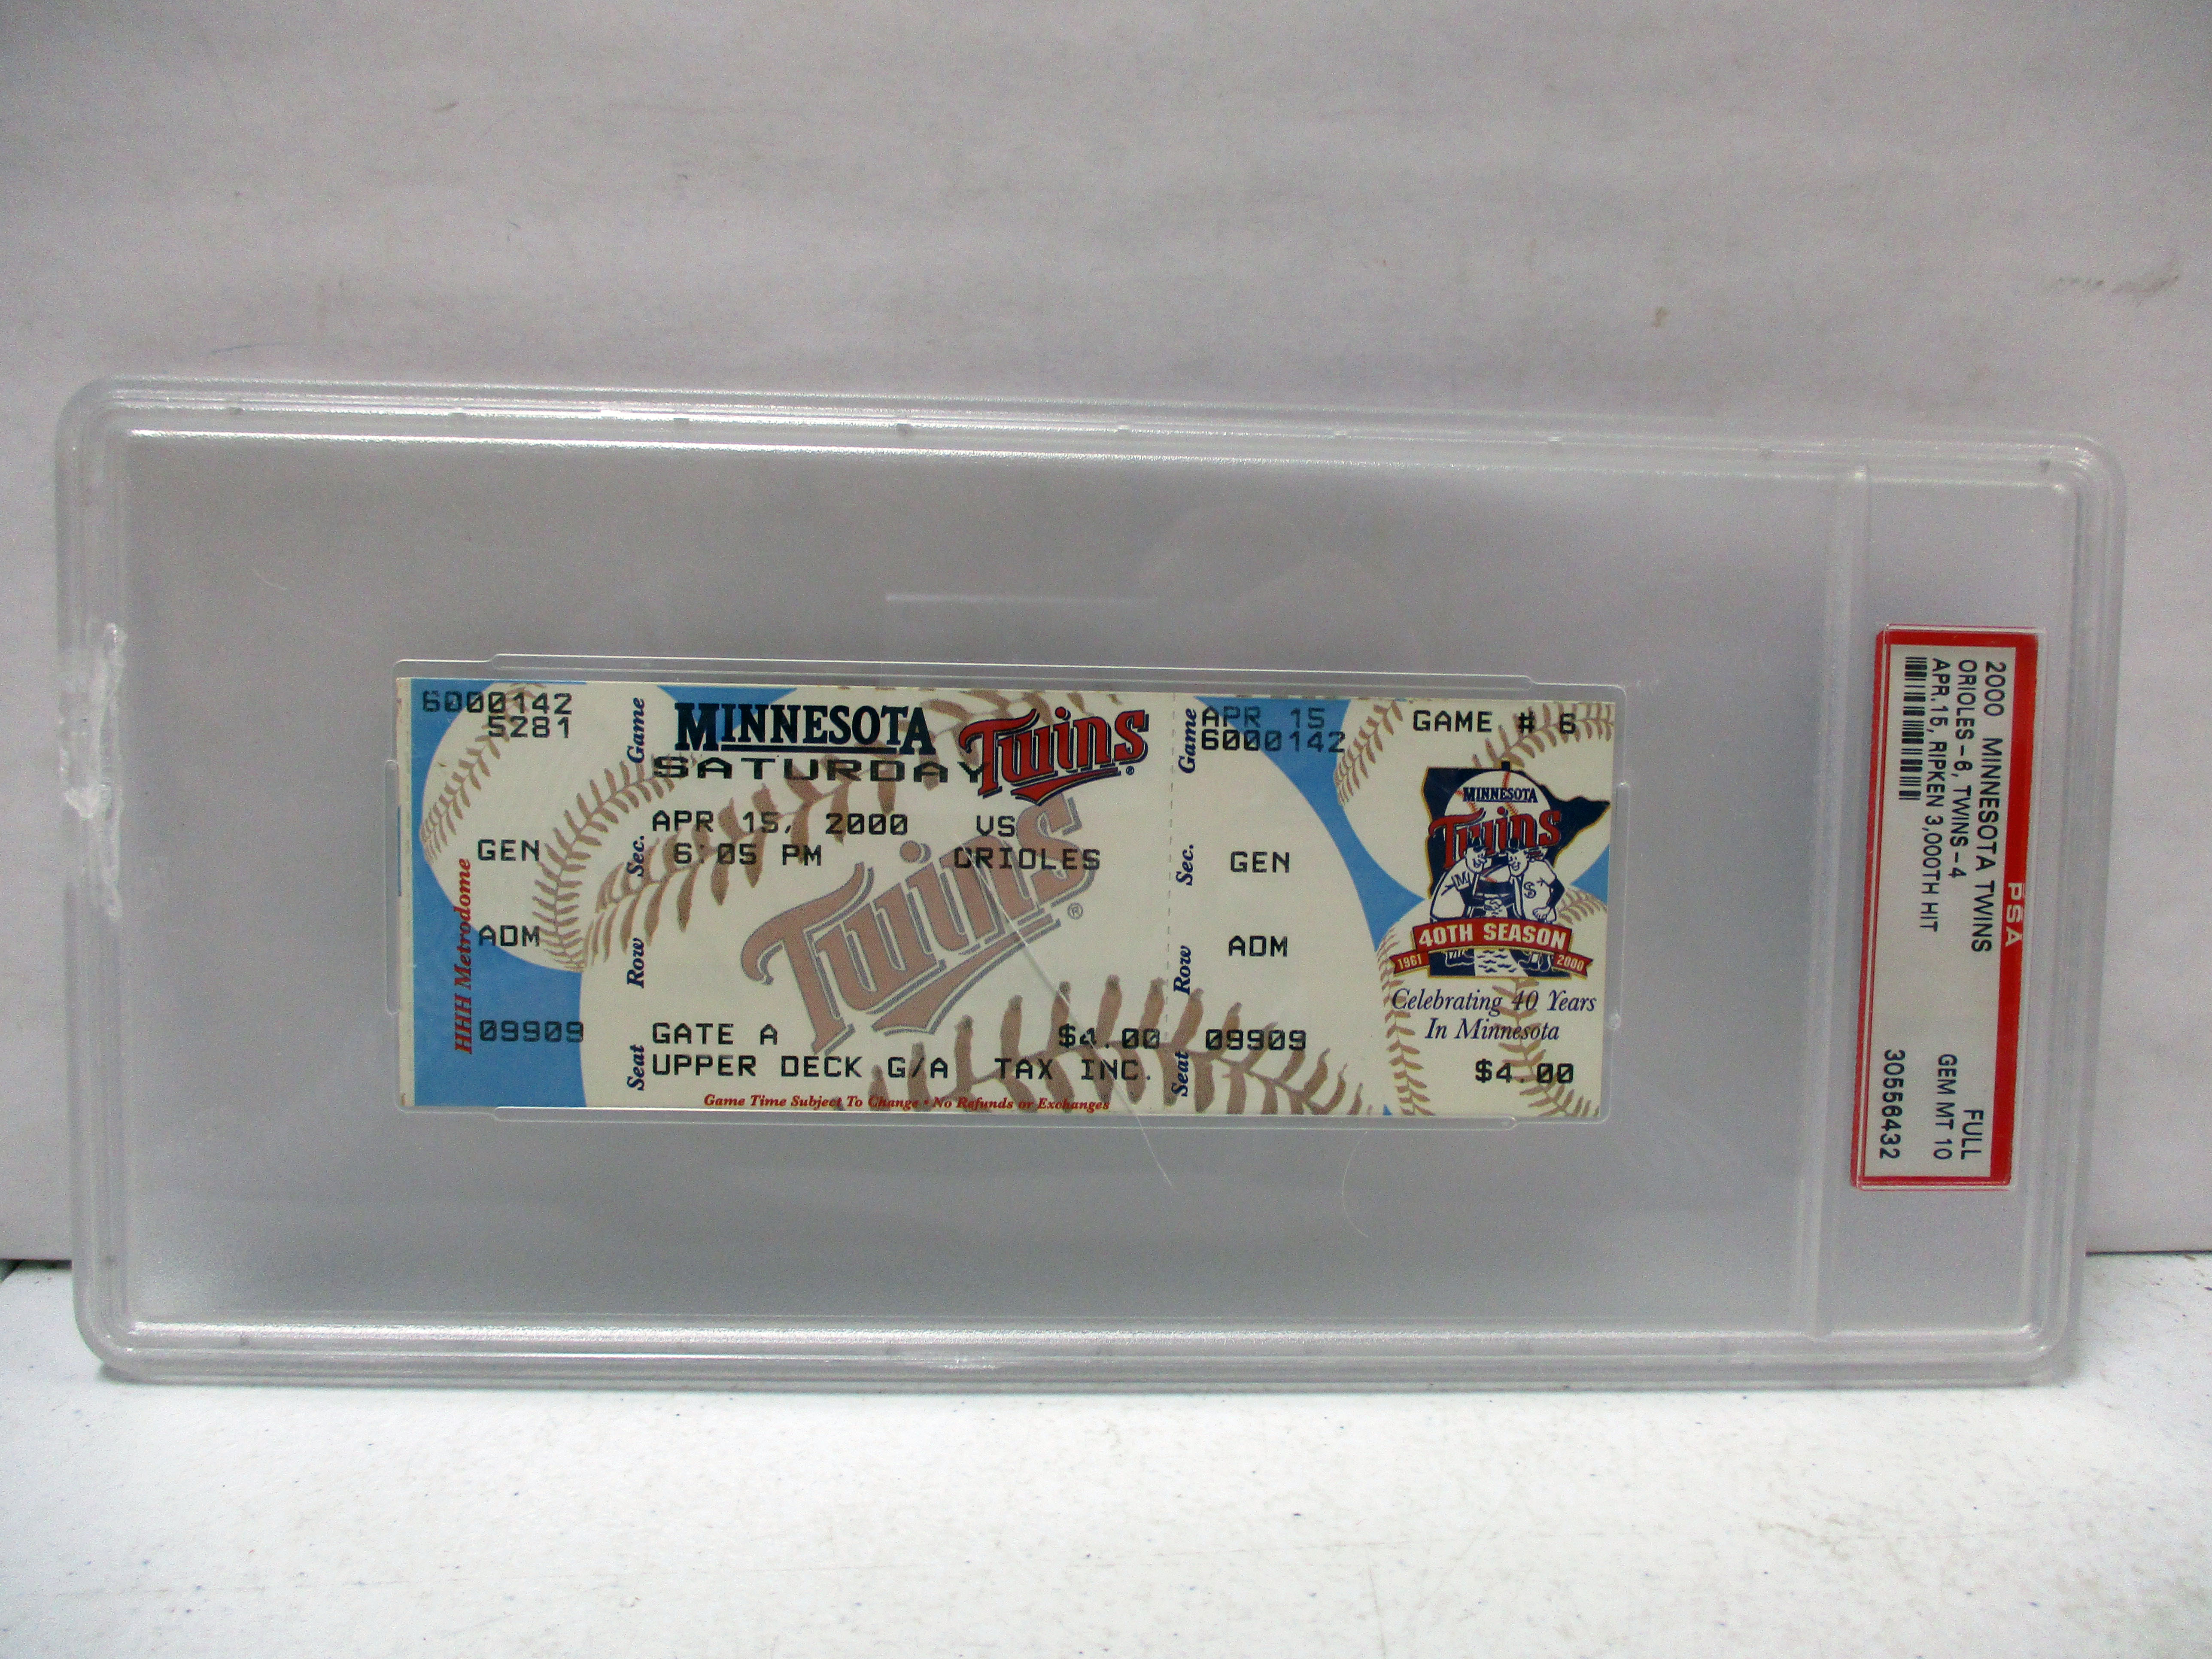 6000142
5281
GEN
ADM
09909
HHH Metrodome
Game
Sec.
Row
Seat
MINNESOTA
Twins
SATURDAY
APR 15, 2000 VS
6:05 PM ORIOLES
Twins
GATE A $4.00
UPPER DECK G/A TAX INC.
Game Time Subject To Change • No Refunds or Exchanges
Game
Sec.
Row
Seat
APR 15
6000142
GEN
ADM
09909
GAME # 6
MINNESOTA
Twins
M
40TH SEASON
1961 2000
Celebrating 40 Years
In Minnesota
$4.00
PSA
2000 MINNESOTA TWINS
ORIOLES-6, TWINS-4 FULL
APR.15, RIPKEN 3,000TH HIT GEM MT 10
30556432